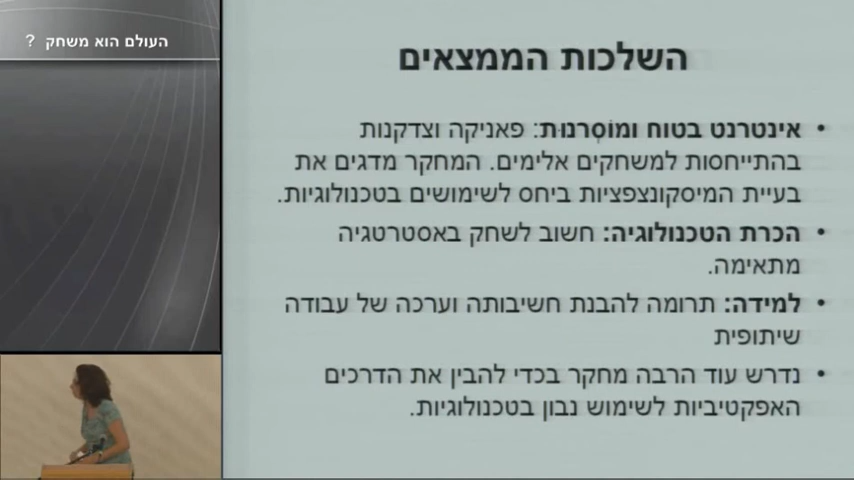 העולם הוא משחק ?
השלכות הממצאים
• אינטרנט בטוח ומוֹסְרנות: פאניקה וצדקנות
בהתייחסות למשחקים אלימים. המחקר מדגים את
בעיית המיסקונצפציות ביחס לשימושים בטכנולוגיות.
• הכרת הטכנולוגיה: חשוב לשחק באסטרטגיה
מתאימה.
• למידה: תרומה להבנת חשיבותה וערכה של עבודה
שיתופית
• נדרש עוד הרבה מחקר בכדי להבין את הדרכים
האפקטיביות לשימוש נבון בטכנולוגיות.